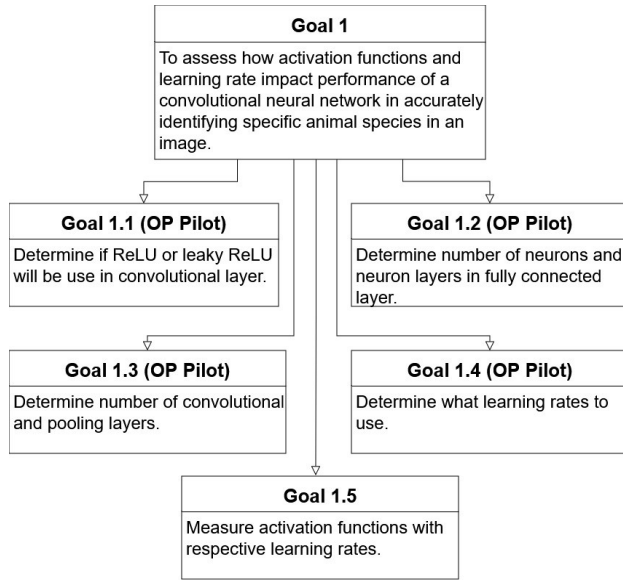 Goal 1
To assess how activation functions and
learning rate impact performance of a
convolutional neural network in accurately
identifying specific animal species in an
image.
Goal 1.1 (OP Pilot)
Determine if ReLU or leaky ReLU
will be use in convolutional layer.
Goal 1.2 (OP Pilot)
Determine number of neurons and
neuron layers in fully connected
layer.
Goal 1.3 (OP Pilot)
Determine number of convolutional
and pooling layers.
Goal 1.4 (OP Pilot)
Determine what learning rates to
use.
Goal 1.5
Measure activation functions with
respective learning rates.